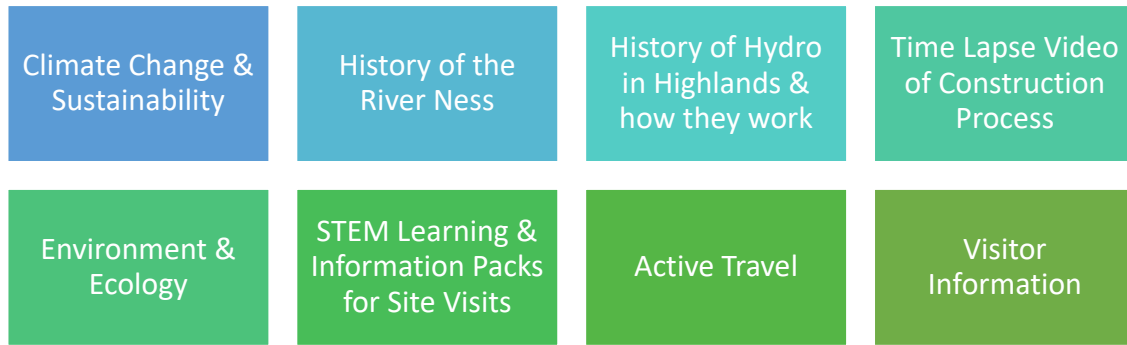 Climate Change &
Sustainability
History of the
River Ness
History of Hydro
in Highlands &
how they work
Time Lapse Video
of Construction
Process
Environment &
Ecology
STEM Learning &
Information Packs
for Site Visits
Active Travel
Visitor
Information